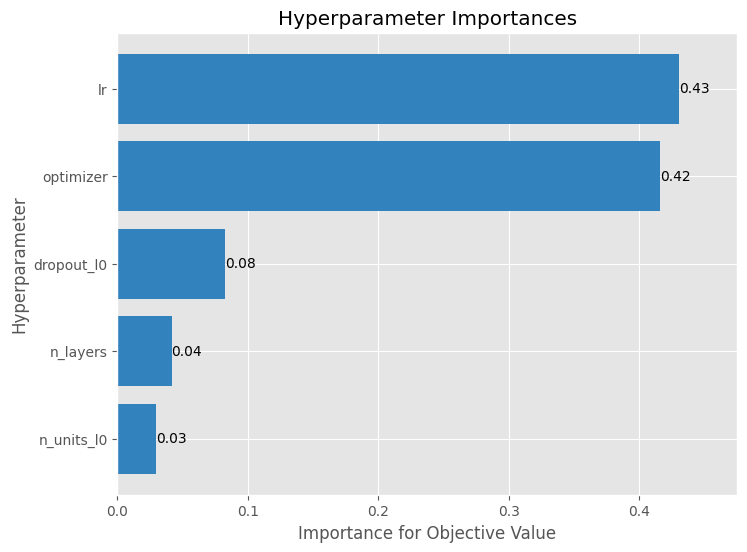 Hyperparameter Importances
Hyperparameter
lr
0.43
optimizer
0.42
dropout_l0
0.08
n_layers
0.04
n_units_l0
0.03
0.0
0.1
0.2
0.3
0.4
Importance for Objective Value